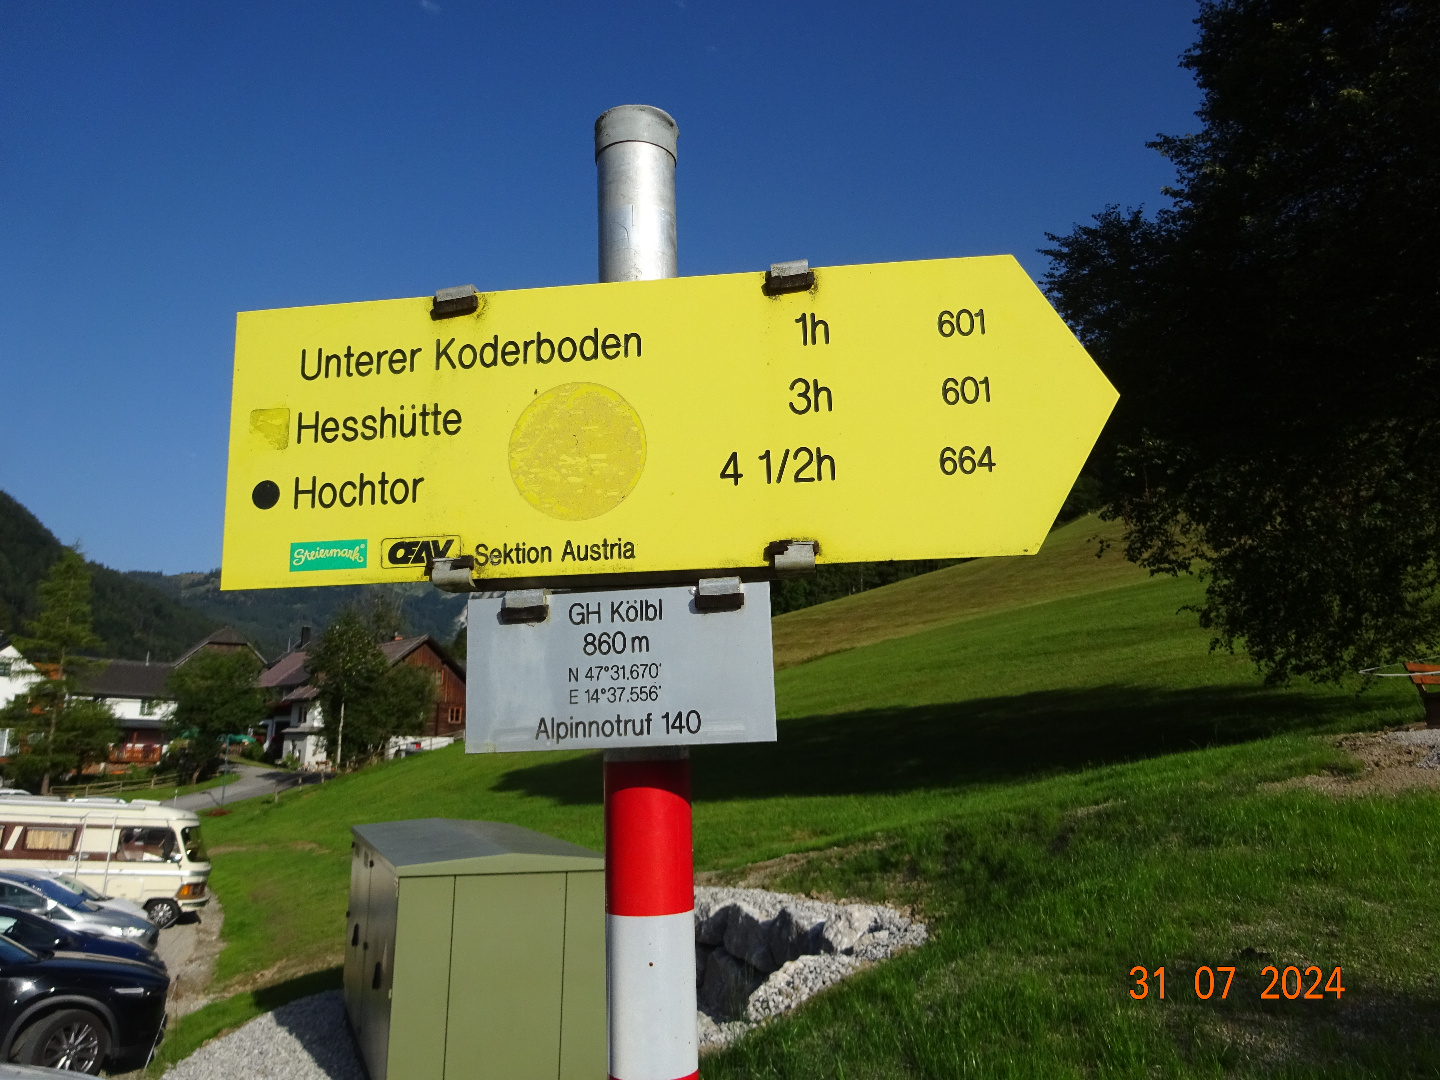 Unterer Koderboden 1h 601
Hesshütte 3h 601
Hochtor 4 1/2h 664
Steiermark OEAV Sektion Austria
GH Kölbl
860 m
N 47°31.670'
E 14°37.556'
Alpinnotruf 140
31 07 2024